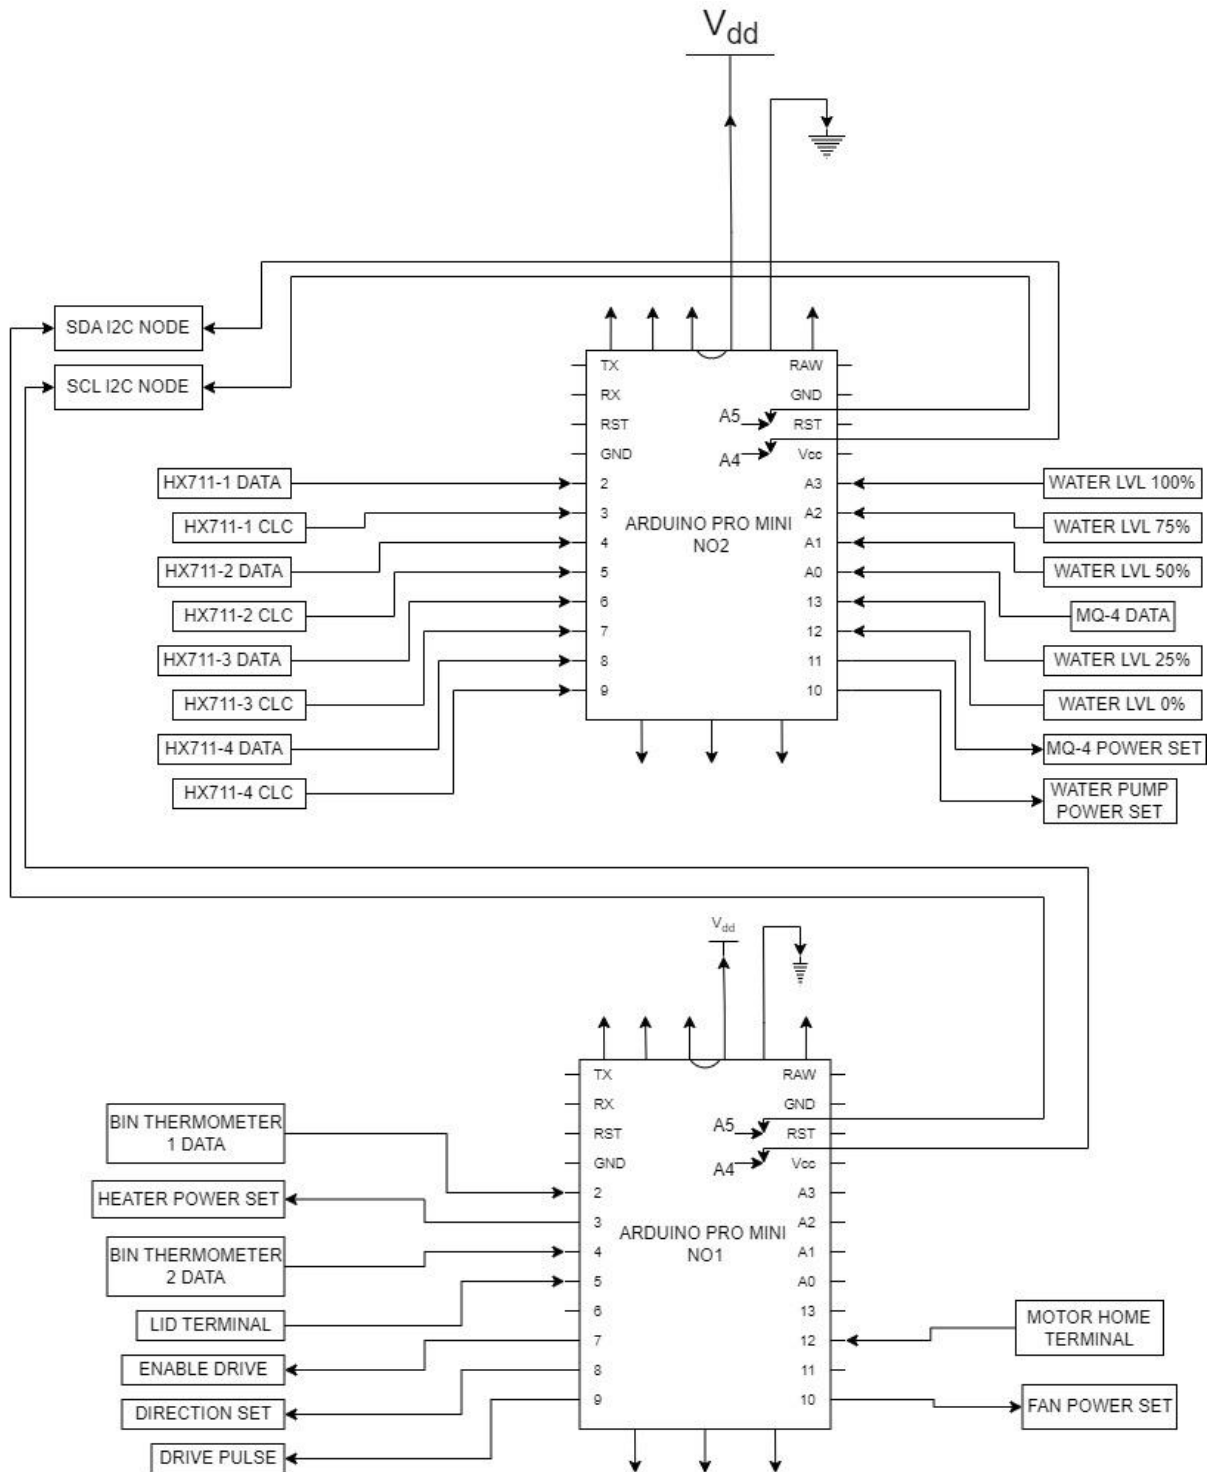 Vdd
SDA I2C NODE
SCL I2C NODE
TX
RAW
RX
GND
RST
A5
RST
GND
A4
Vcc
HX711-1 DATA
2
A3
WATER LVL 100%
HX711-1 CLC
3
ARDUINO PRO MINI
NO2
A2
WATER LVL 75%
HX711-2 DATA
4
A1
WATER LVL 50%
HX711-2 CLC
5
A0
MQ-4 DATA
HX711-3 DATA
6
13
WATER LVL 25%
HX711-3 CLC
7
12
WATER LVL 0%
HX711-4 DATA
8
11
MQ-4 POWER SET
HX711-4 CLC
9
10
WATER PUMP
POWER SET
Vdd
TX
RAW
RX
GND
RST
A5
RST
GND
A4
Vcc
BIN THERMOMETER
1 DATA
2
A3
HEATER POWER SET
3
ARDUINO PRO MINI
NO1
A2
BIN THERMOMETER
2 DATA
4
A1
5
A0
LID TERMINAL
6
13
MOTOR HOME
TERMINAL
ENABLE DRIVE
7
12
DIRECTION SET
8
11
DRIVE PULSE
9
10
FAN POWER SET